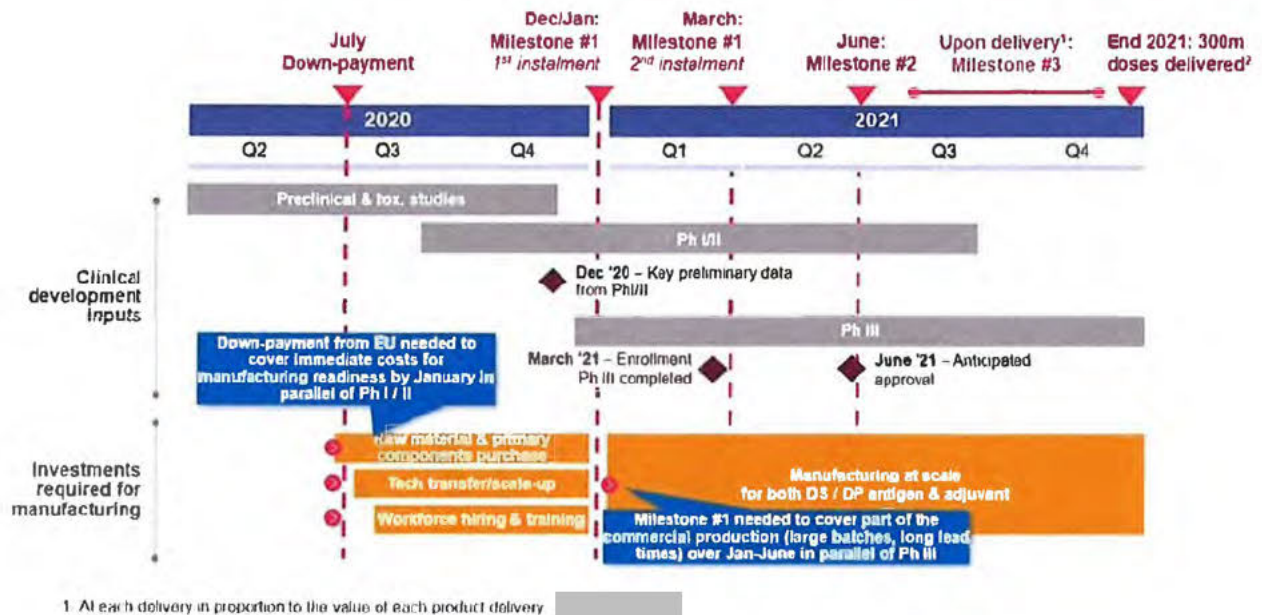 July
Down-payment
Dec/Jan:
Milestone #1
1st instalment
March:
Milestone #1
2nd instalment
June:
Milestone #2
Upon delivery1:
Milestone #3
End 2021: 300m
doses delivered2
2020
2021
Q2
Q3
Q4
Q1
Q2
Q3
Q4
Clinical
development
inputs
Preclinical & tox. studies
Ph I/II
Dec '20 – Key preliminary data
from PhI/II
Ph III
Down-payment from EU needed to
cover immediate costs for
manufacturing readiness by January in
parallel of Ph I / II
March '21 – Enrollment
Ph III completed
June '21 – Anticipated
approval
Investments
required for
manufacturing
Raw material & primary
components purchase
Tech transfer/scale-up
Workforce hiring & training
Manufacturing at scale
for both DS / DP antigen & adjuvant
Milestone #1 needed to cover part of the
commercial production (large batches, long lead
times) over Jan-June in parallel of Ph III
1. At each delivery in proportion to the value of each product delivery